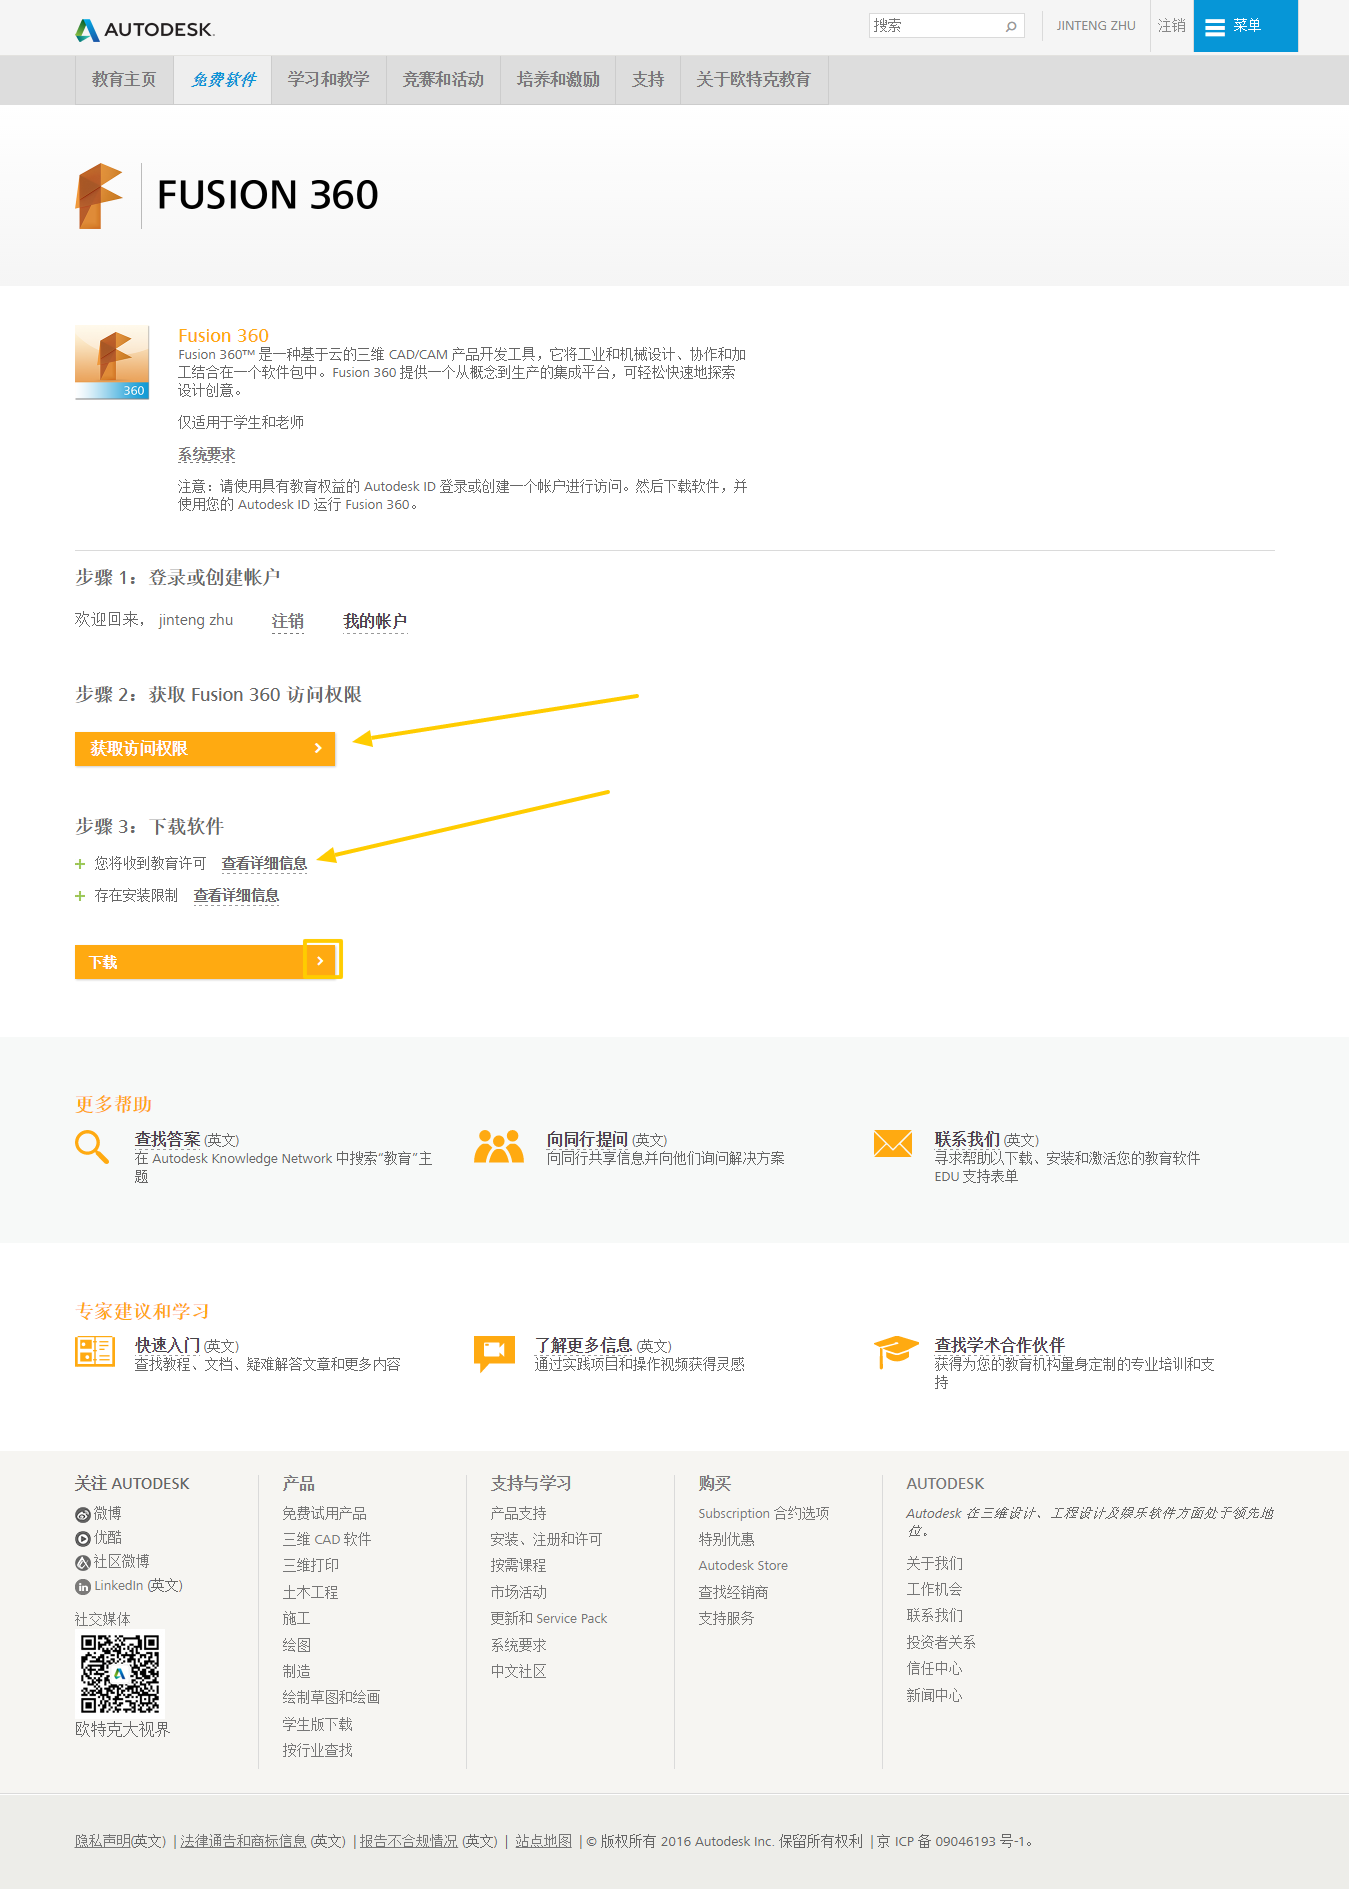 AUTODESK.
搜索
JINTENG ZHU
注销
菜单
教育主页 免费软件 学习和教学 竞赛和活动 培养和激励 支持 关于欧特克教育
FUSION 360
360
Fusion 360
Fusion 360™ 是一种基于云的三维 CAD/CAM 产品开发工具，它将工业和机械设计、协作和加
工结合在一个软件包中。Fusion 360 提供一个从概念到生产的集成平台，可轻松快速地探索
设计创意。
仅适用于学生和老师
系统要求
注意：请使用具有教育权益的 Autodesk ID 登录或创建一个帐户进行访问。然后下载软件，并
使用您的 Autodesk ID 运行 Fusion 360。
步骤 1：登录或创建帐户
欢迎回来， jinteng zhu 注销 我的帐户
步骤 2：获取 Fusion 360 访问权限
获取访问权限
步骤 3：下载软件
+ 您将收到教育许可 查看详细信息
+ 存在安装限制 查看详细信息
下载
更多帮助
查找答案 (英文)
在 Autodesk Knowledge Network 中搜索“教育”主
题
向同行提问 (英文)
向同行共享信息并向他们询问解决方案
联系我们 (英文)
寻求帮助以下载、安装和激活您的教育软件
EDU 支持表单
专家建议和学习
快速入门 (英文)
查找教程、文档、疑难解答文章和更多内容
了解更多信息 (英文)
通过实践项目和操作视频获得灵感
查找学术合作伙伴
获得为您的教育机构量身定制的专业培训和支
持
关注 AUTODESK
微博
优酷
社区微博
LinkedIn (英文)
社交媒体
欧特克大视界
产品
免费试用产品
三维 CAD 软件
三维打印
土木工程
施工
绘图
制造
绘制草图和绘画
学生版下载
按行业查找
支持与学习
产品支持
安装、注册和许可
按需课程
市场活动
更新和 Service Pack
系统要求
中文社区
购买
Subscription 合约选项
特别优惠
Autodesk Store
查找经销商
支持服务
AUTODESK
Autodesk 在三维设计、工程设计及娱乐软件方面处于领先地
位。
关于我们
工作机会
联系我们
投资者关系
信任中心
新闻中心
隐私声明(英文) | 法律通告和商标信息 (英文) | 报告不合规情况 (英文) | 站点地图 | © 版权所有 2016 Autodesk Inc. 保留所有权利 | 京 ICP 备 09046193 号-1。